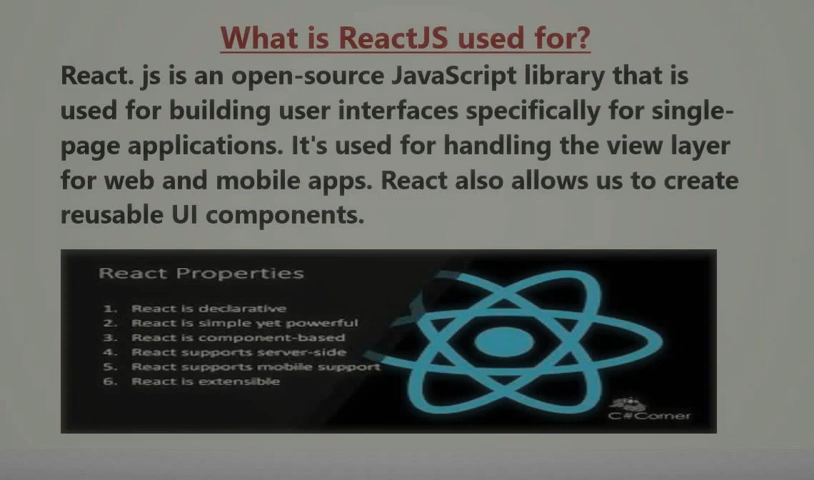 What is ReactJS used for?
React. js is an open-source JavaScript library that is
used for building user interfaces specifically for single-
page applications. It's used for handling the view layer
for web and mobile apps. React also allows us to create
reusable UI components.
React Properties
1. React is declarative
2. React is simple yet powerful
3. React is component-based
4. React supports server-side
5. React supports mobile support
6. React is extensible
C#Corner